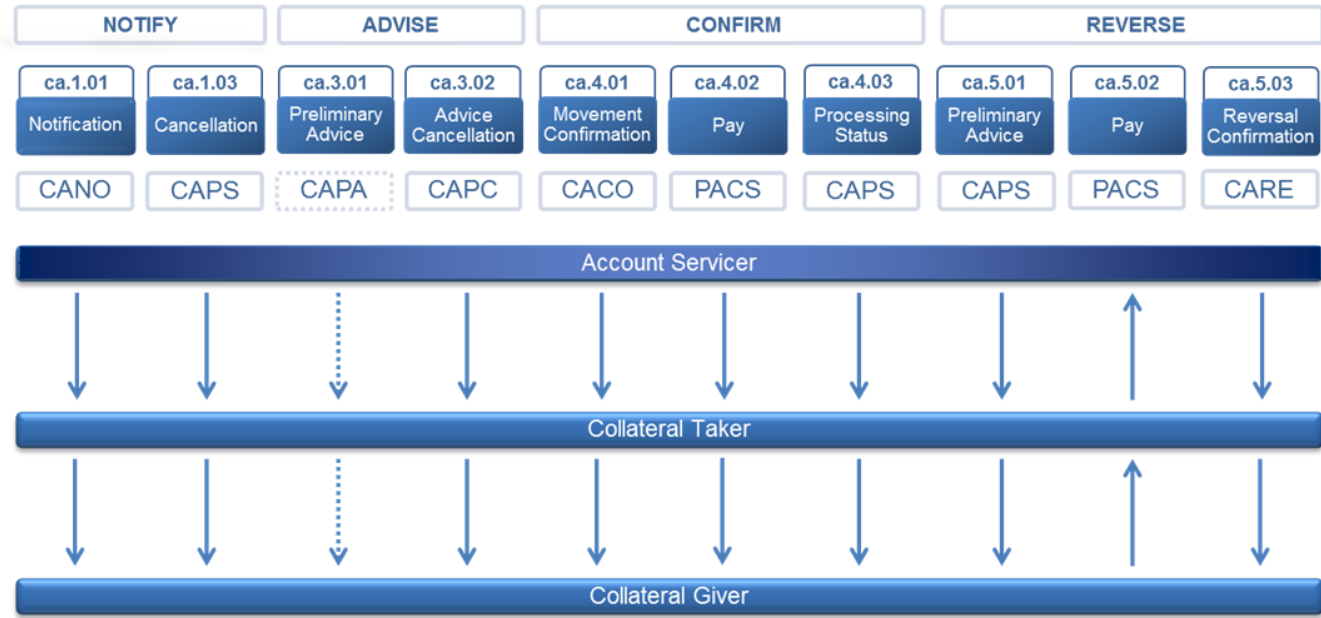 NOTIFY ADVISE CONFIRM REVERSE
ca.1.01 ca.1.03 ca.3.01 ca.3.02 ca.4.01 ca.4.02 ca.4.03 ca.5.01 ca.5.02 ca.5.03
Notification Cancellation Preliminary Advice Advice Cancellation Movement Confirmation Pay Processing Status Preliminary Advice Pay Reversal Confirmation
CANO CAPS CAPA CAPC CACO PACS CAPS CAPS PACS CARE
Account Servicer
Collateral Taker
Collateral Giver